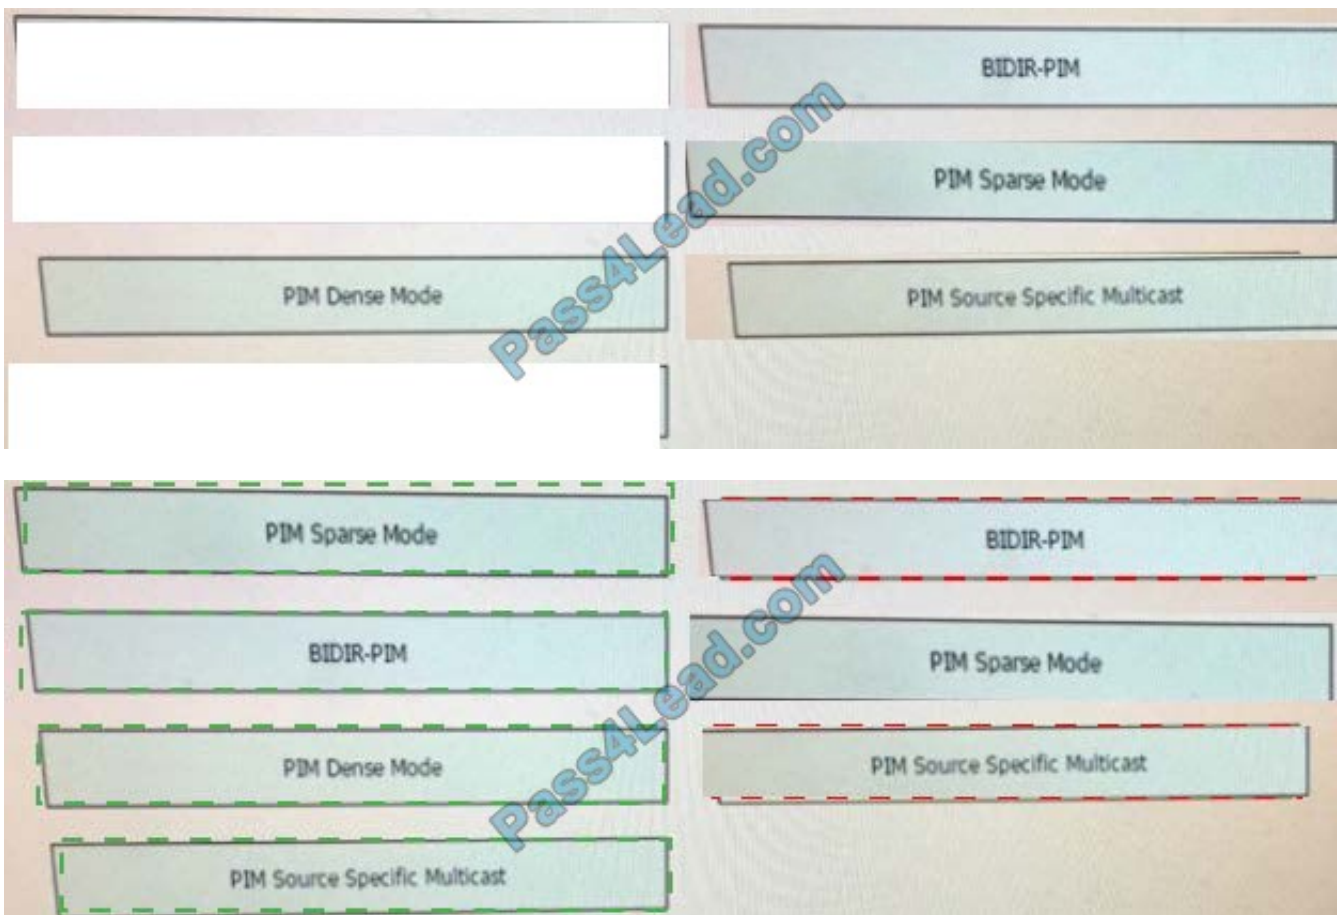 BIDIR-PIM
PIM Sparse Mode
PIM Dense Mode
PIM Source Specific Multicast
Pass4Lead.com
PIM Sparse Mode
BIDIR-PIM
BIDIR-PIM
PIM Sparse Mode
PIM Dense Mode
PIM Source Specific Multicast
PIM Source Specific Multicast
Pass4Lead.com